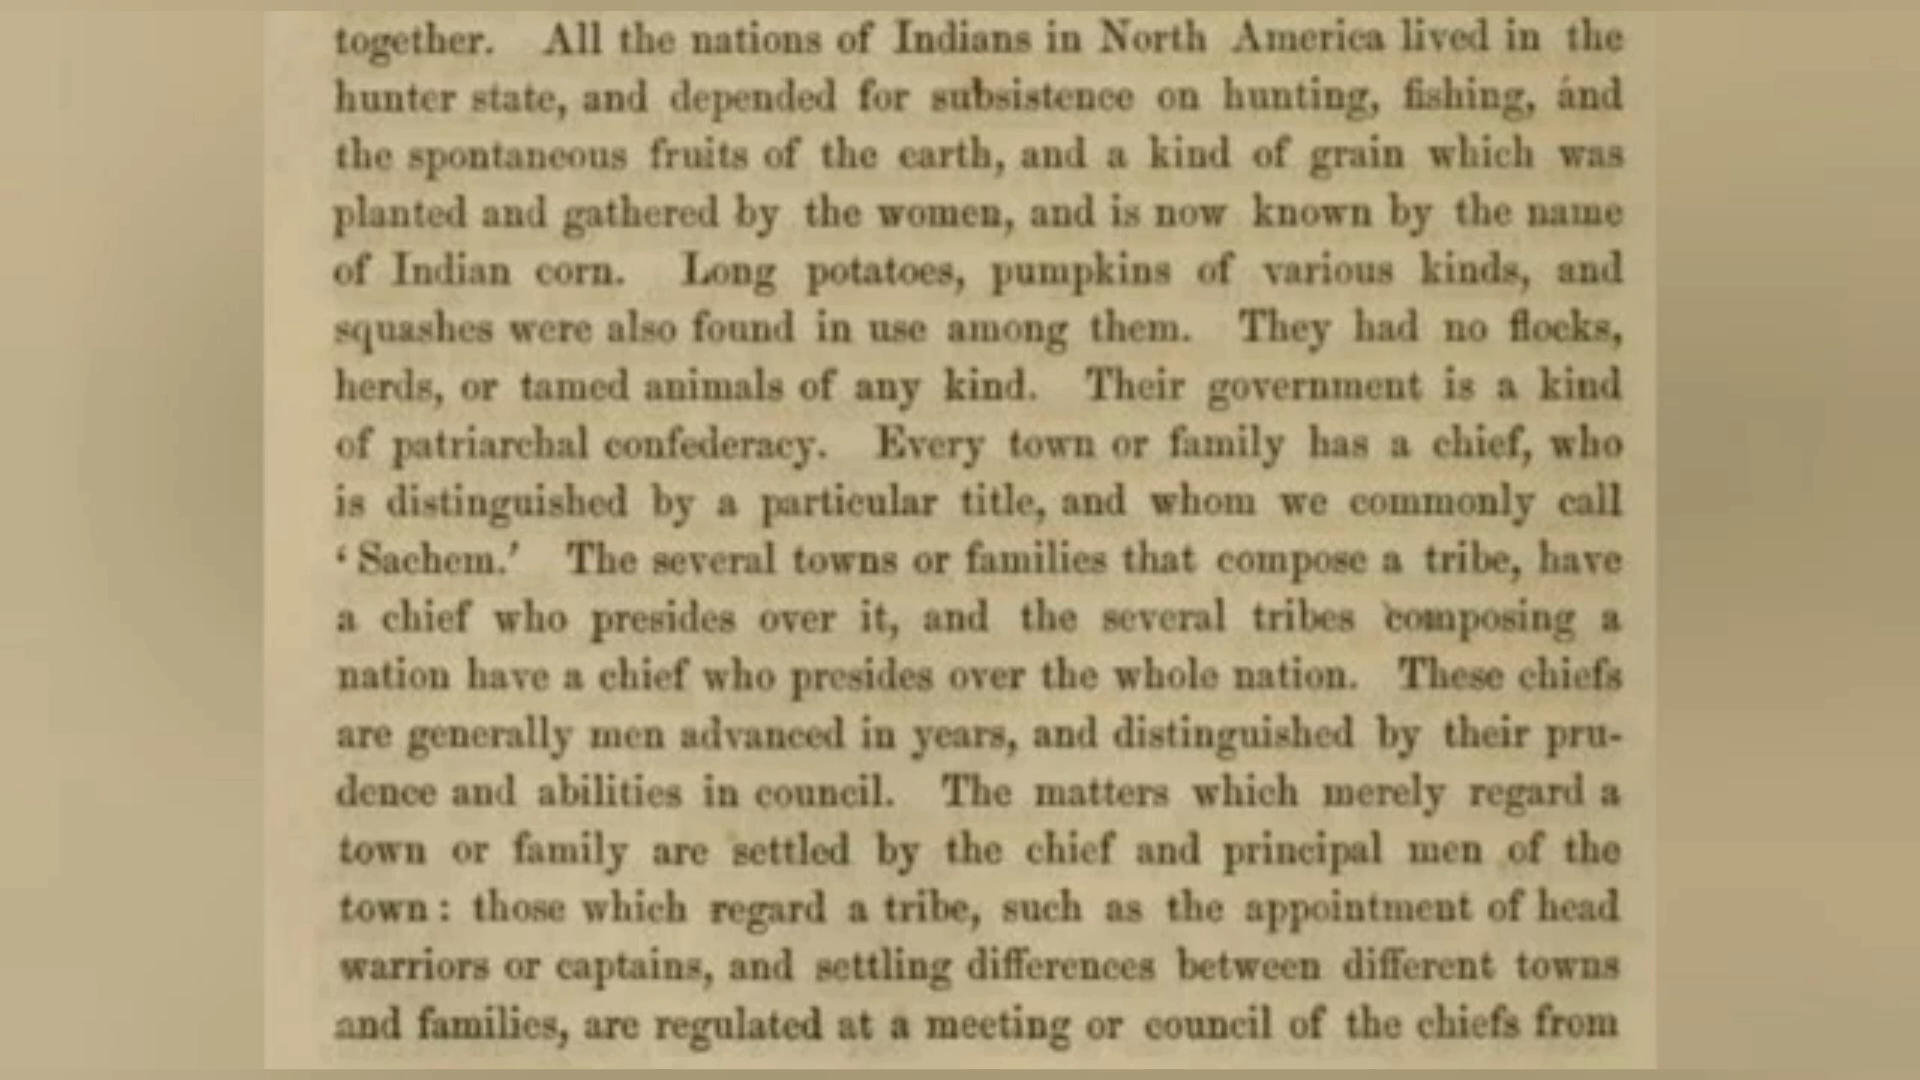 together. All the nations of Indians in North America lived in the
hunter state, and depended for subsistence on hunting, fishing, and
the spontaneous fruits of the earth, and a kind of grain which was
planted and gathered by the women, and is now known by the name
of Indian corn. Long potatoes, pumpkins of various kinds, and
squashes were also found in use among them. They had no flocks,
herds, or tamed animals of any kind. Their government is a kind
of patriarchal confederacy. Every town or family has a chief, who
is distinguished by a particular title, and whom we commonly call
‘Sachem.’ The several towns or families that compose a tribe, have
a chief who presides over it, and the several tribes composing a
nation have a chief who presides over the whole nation. These chiefs
are generally men advanced in years, and distinguished by their pru-
dence and abilities in council. The matters which merely regard a
town or family are settled by the chief and principal men of the
town: those which regard a tribe, such as the appointment of head
warriors or captains, and settling differences between different towns
and families, are regulated at a meeting or council of the chiefs from